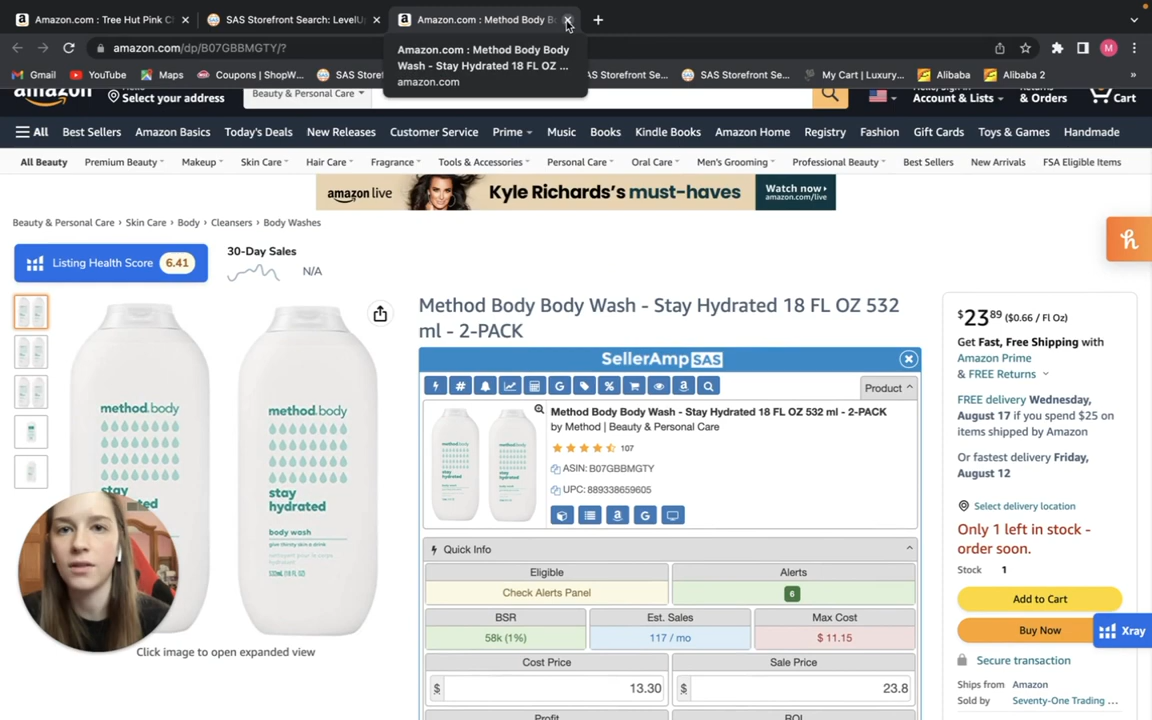 Amazon.com : Tree Hut Pink C
SAS Storefront Search: LevelU
Amazon.com : Method Body B
amazon.com/dp/B07GBBMGTY/?
M
Amazon.com : Method Body Body
Wash - Stay Hydrated 18 FL OZ ...
amazon.com
Gmail
YouTube
Maps
Coupons | ShopW...
SAS Store
SAS Storefront Se...
SAS Storefront Se...
My Cart | Luxury...
Alibaba
Alibaba 2
»
amazon
Select your address
Beauty & Personal Care
Account & Lists
& Orders
Cart
All
Best Sellers
Amazon Basics
Today's Deals
New Releases
Customer Service
Prime
Music
Books
Kindle Books
Amazon Home
Registry
Fashion
Gift Cards
Toys & Games
Handmade
All Beauty
Premium Beauty
Makeup
Skin Care
Hair Care
Fragrance
Tools & Accessories
Personal Care
Oral Care
Men's Grooming
Professional Beauty
Best Sellers
New Arrivals
FSA Eligible Items
amazon live
Kyle Richards's must-haves
Watch now
amazon.com/live
Beauty & Personal Care › Skin Care › Body › Cleansers › Body Washes
Listing Health Score 6.41
30-Day Sales
N/A
method.body
stay
hydrated
body wash
method.body
stay
Click image to open expanded view
Method Body Body Wash - Stay Hydrated 18 FL OZ 532
ml - 2-PACK
SellerAmp SAS
Product
Method Body Body Wash - Stay Hydrated 18 FL OZ 532 ml - 2-PACK
by Method | Beauty & Personal Care
107
ASIN: B07GBBMGTY
UPC: 889338659605
Quick Info
Eligible
Alerts
Check Alerts Panel
6
BSR
Est. Sales
Max Cost
58k (1%)
117 / mo
$ 11.15
Cost Price
Sale Price
$ 13.30
$ 23.8
Profit
ROI
$23 89 ($0.66 / Fl Oz)
Get Fast, Free Shipping with
Amazon Prime
& FREE Returns
FREE delivery Wednesday,
August 17 if you spend $25 on
items shipped by Amazon
Or fastest delivery Friday,
August 12
Select delivery location
Only 1 left in stock -
order soon.
Stock 1
Add to Cart
Buy Now
Xray
Secure transaction
Ships from Amazon
Sold by Seventy-One Trading ...